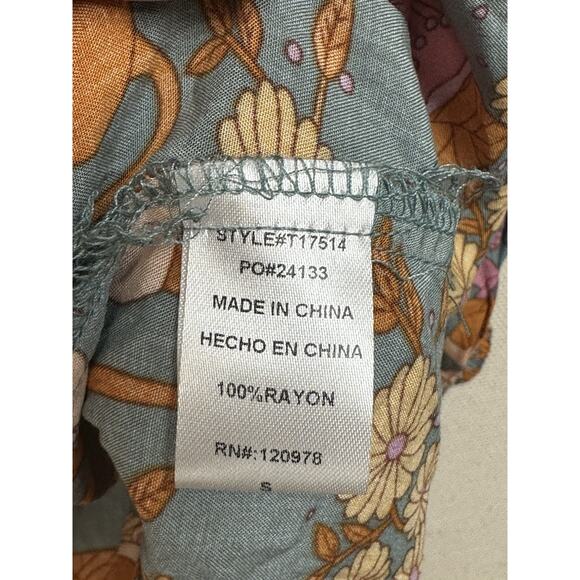 STYLE#T17514
PO#24133
MADE IN CHINA
HECHO EN CHINA
100%RAYON
RN#:120978
S